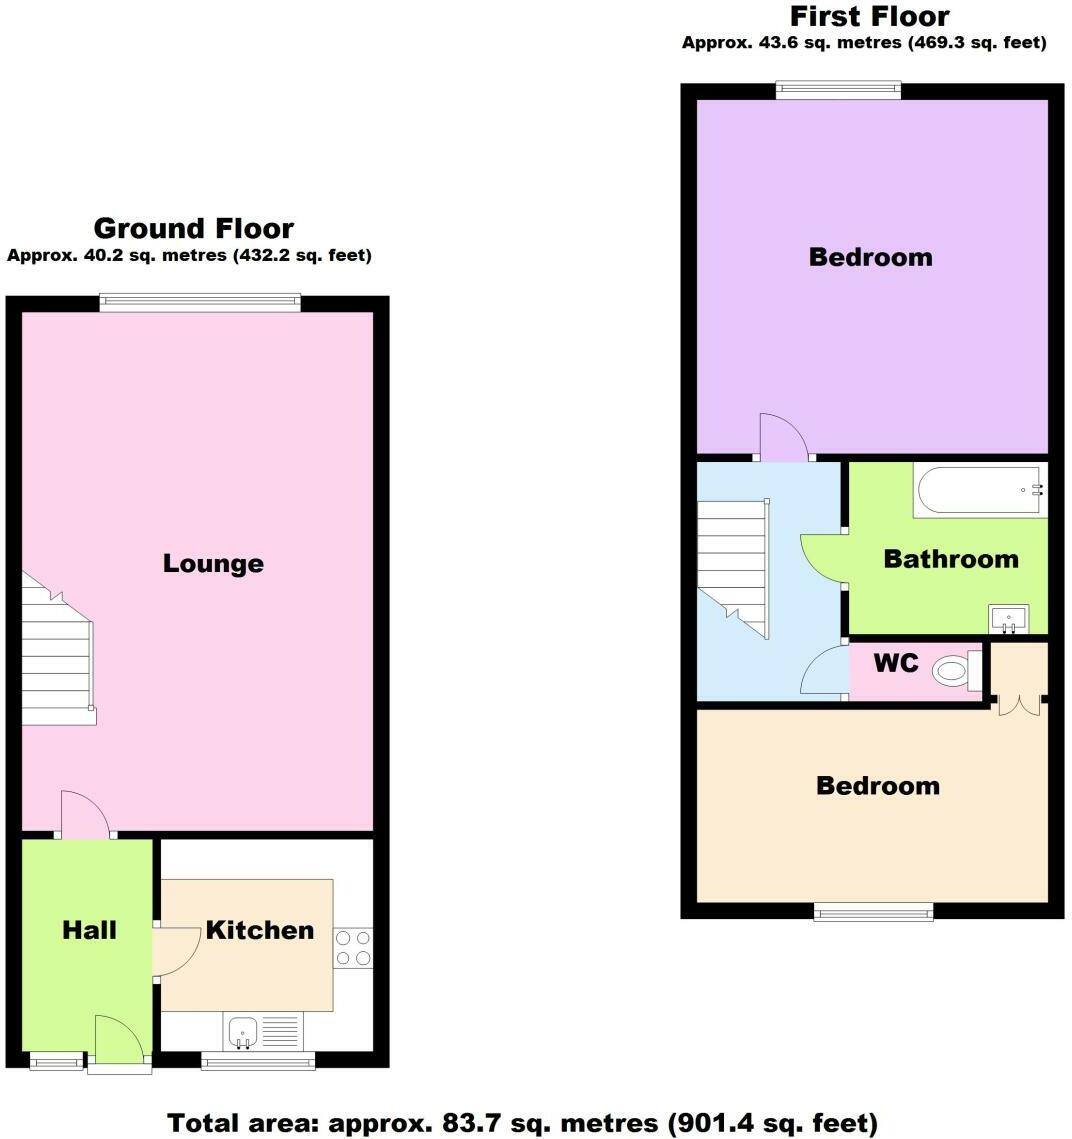 First Floor
Approx. 43.6 sq. metres (469.3 sq. feet)
Bedroom
Bathroom
WC
Bedroom
Ground Floor
Approx. 40.2 sq. metres (432.2 sq. feet)
Lounge
Hall
Kitchen
Total area: approx. 83.7 sq. metres (901.4 sq. feet)